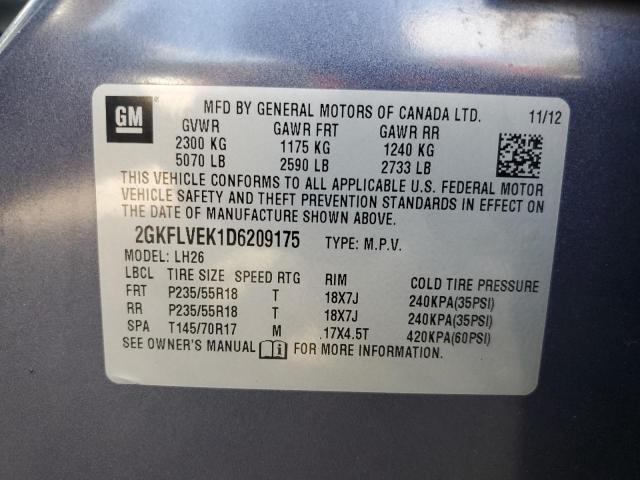 GM
MFD BY GENERAL MOTORS OF CANADA LTD. 11/12
GVWR GAWR FRT GAWR RR
2300 KG 1175 KG 1240 KG
5070 LB 2590 LB 2733 LB
THIS VEHICLE CONFORMS TO ALL APPLICABLE U.S. FEDERAL MOTOR
VEHICLE SAFETY AND THEFT PREVENTION STANDARDS IN EFFECT ON
THE DATE OF MANUFACTURE SHOWN ABOVE.
2GKFLVEK1D6209175 TYPE: M.P.V.
MODEL: LH26
LBCL TIRE SIZE SPEED RTG RIM COLD TIRE PRESSURE
FRT P235/55R18 T 18X7J 240KPA(35PSI)
RR P235/55R18 T 18X7J 240KPA(35PSI)
SPA T145/70R17 M .17X4.5T 420KPA(60PSI)
SEE OWNER'S MANUAL i FOR MORE INFORMATION.